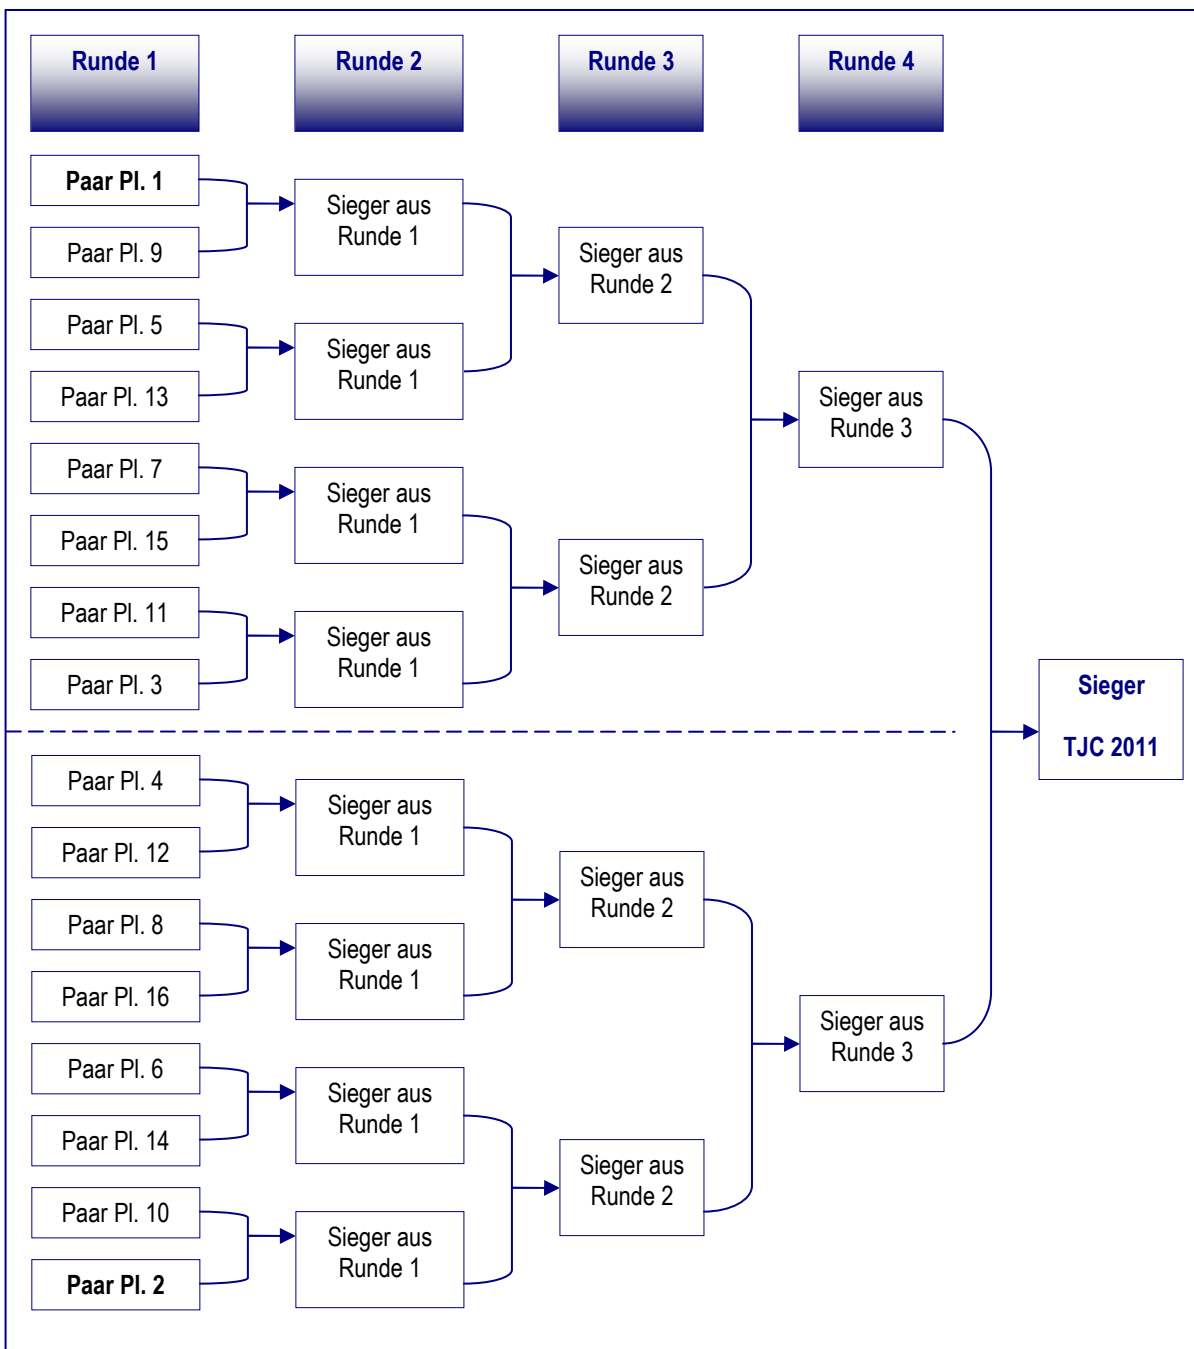 Runde 1
Runde 2
Runde 3
Runde 4
Paar Pl. 1
Paar Pl. 9
Paar Pl. 5
Paar Pl. 13
Paar Pl. 7
Paar Pl. 15
Paar Pl. 11
Paar Pl. 3
Paar Pl. 4
Paar Pl. 12
Paar Pl. 8
Paar Pl. 16
Paar Pl. 6
Paar Pl. 14
Paar Pl. 10
Paar Pl. 2
Sieger aus
Runde 1
Sieger aus
Runde 1
Sieger aus
Runde 1
Sieger aus
Runde 1
Sieger aus
Runde 1
Sieger aus
Runde 1
Sieger aus
Runde 1
Sieger aus
Runde 1
Sieger aus
Runde 2
Sieger aus
Runde 2
Sieger aus
Runde 2
Sieger aus
Runde 2
Sieger aus
Runde 3
Sieger aus
Runde 3
Sieger
TJC 2011